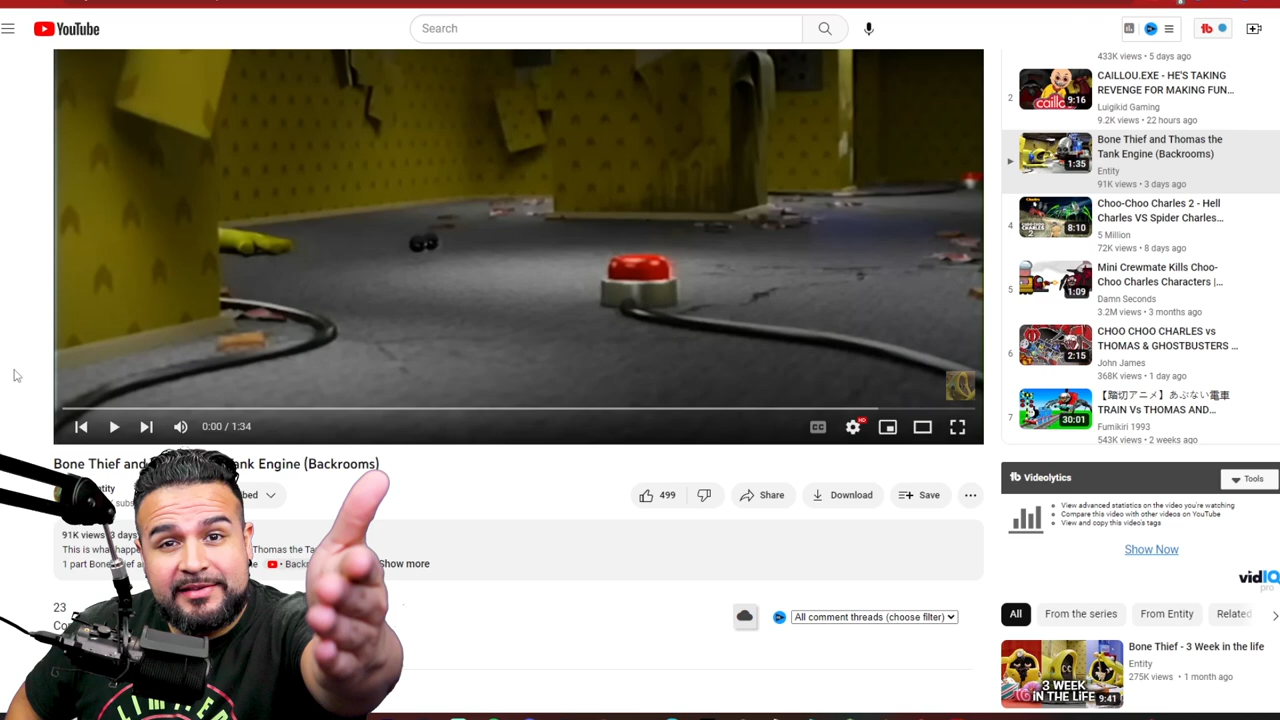 YouTube
Search
0:00 / 1:34
CC
HD
Bone Thief and
ank Engine (Backrooms)
499
Share
Download
Save
91K views 3 days
Thomas the Ta
Show more
23
All comment threads (choose filter)
433K views • 5 days ago
2
9:16
CAILLOU.EXE - HE'S TAKING
REVENGE FOR MAKING FUN...
Luigikid Gaming
9.2K views • 22 hours ago
1:35
Bone Thief and Thomas the
Tank Engine (Backrooms)
Entity
91K views • 3 days ago
4
8:10
Choo-Choo Charles 2 - Hell
Charles VS Spider Charles...
5 Million
72K views • 8 days ago
5
1:09
Mini Crewmate Kills Choo-
Choo Charles Characters |...
Damn Seconds
3.2M views • 3 months ago
6
2:15
CHOO CHOO CHARLES vs
THOMAS & GHOSTBUSTERS ...
John James
368K views • 1 day ago
7
30:01
【踏切アニメ】あぶない電車
TRAIN Vs THOMAS AND...
Fumikiri 1993
543K views • 2 weeks ago
tb Videolytics
Tools
View advanced statistics on the video you're watching
Compare this video with other videos on YouTube
View and copy this video's tags
Show Now
vidIQ
pro
All
From the series
From Entity
Related
3 WEEK
IN THE LIFE
9:41
Bone Thief - 3 Week in the life
Entity
275K views • 1 month ago